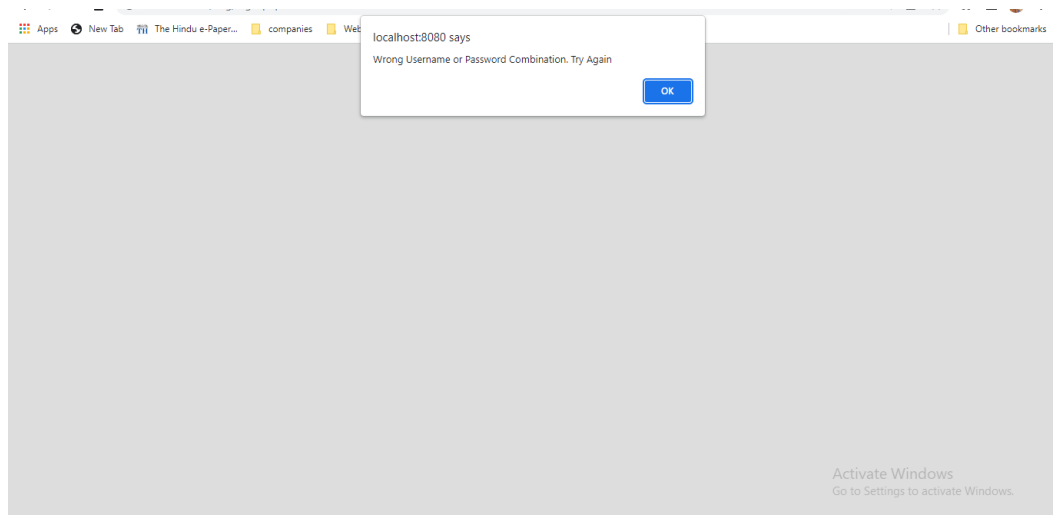 Apps New Tab The Hindu e-Paper... companies Web Other bookmarks
localhost:8080 says
Wrong Username or Password Combination. Try Again
OK
Activate Windows
Go to Settings to activate Windows.